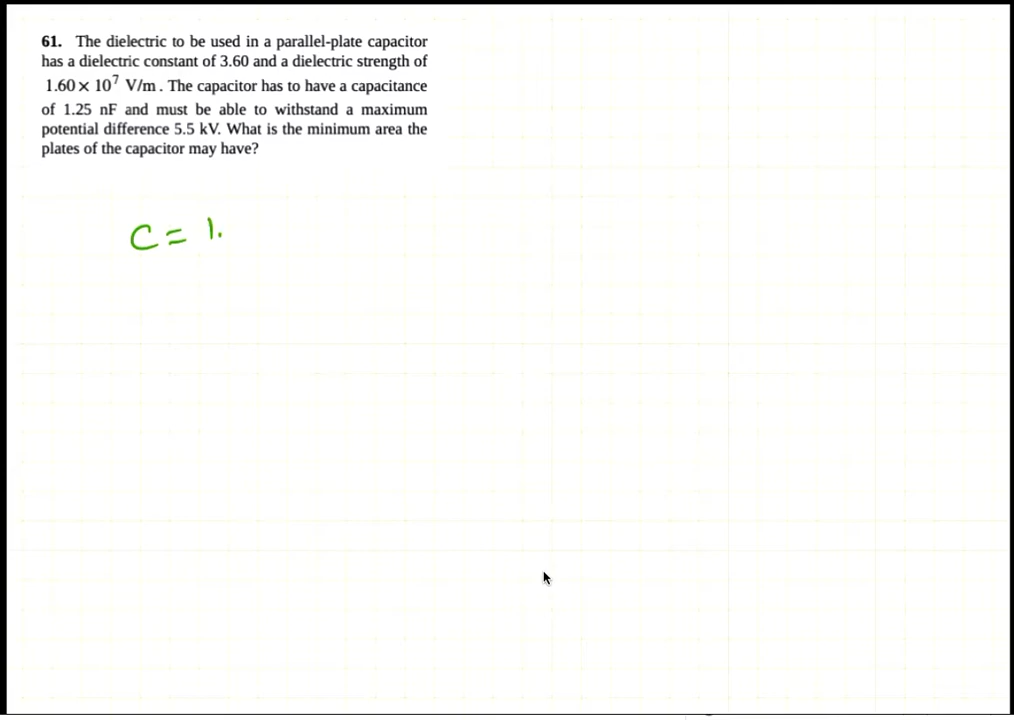 61. The dielectric to be used in a parallel-plate capacitor
has a dielectric constant of 3.60 and a dielectric strength of
1.60 × 10⁷ V/m . The capacitor has to have a capacitance
of 1.25 nF and must be able to withstand a maximum
potential difference 5.5 kV. What is the minimum area the
plates of the capacitor may have?
C = 1.